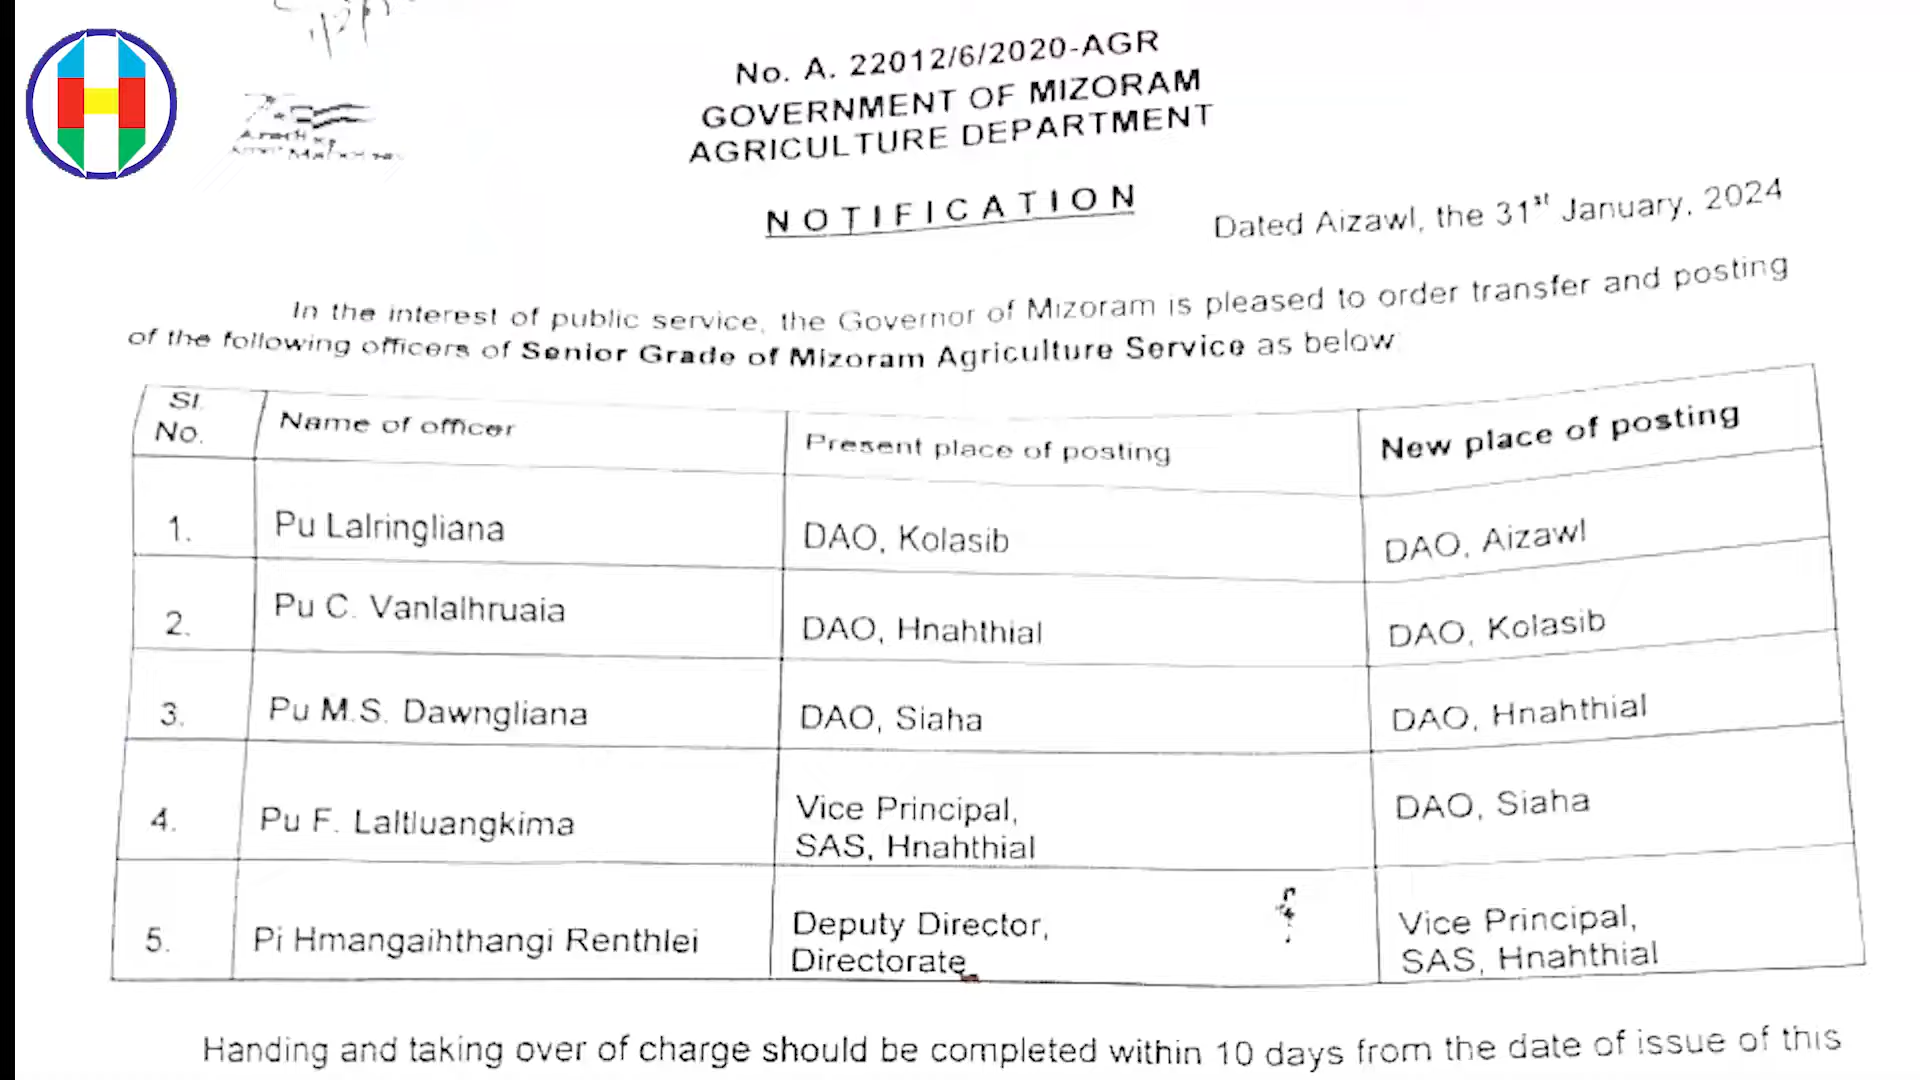 No. A. 22012/6/2020-AGR
GOVERNMENT OF MIZORAM
AGRICULTURE DEPARTMENT
NOTIFICATION
Dated Aizawl, the 31st January, 2024
In the interest of public service, the Governor of Mizoram is pleased to order transfer and posting
of the following officers of Senior Grade of Mizoram Agriculture Service as below
Sl. No. Name of officer Present place of posting New place of posting
1. Pu Lalringliana DAO, Kolasib DAO, Aizawl
2. Pu C. Vanlalhruaia DAO, Hnahthial DAO, Kolasib
3. Pu M.S. Dawngliana DAO, Siaha DAO, Hnahthial
4. Pu F. Laltluangkima Vice Principal, SAS, Hnahthial DAO, Siaha
5. Pi Hmangaihthangi Renthlei Deputy Director, Directorate Vice Principal, SAS, Hnahthial
Handing and taking over of charge should be completed within 10 days from the date of issue of this